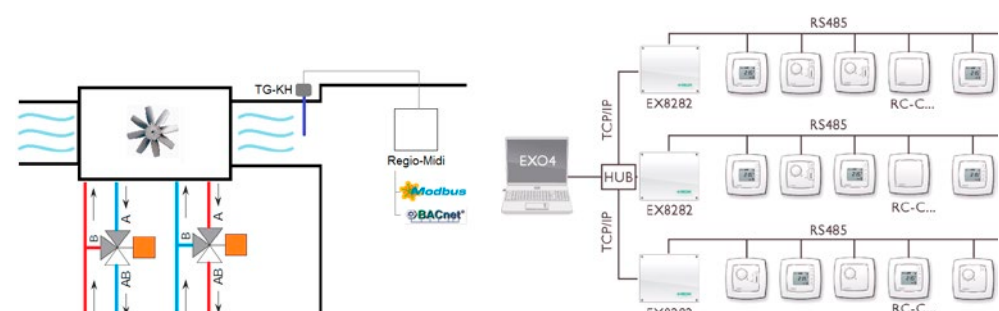 TG-KH
Regio-Midi
Modbus
BACnet
B
A
AB
B
A
AB
RS485
EX8282
RC-C...
TCP/IP
RS485
EXO4
HUB
EX8282
RC-C...
TCP/IP
RS485
EX8282
RC-C...